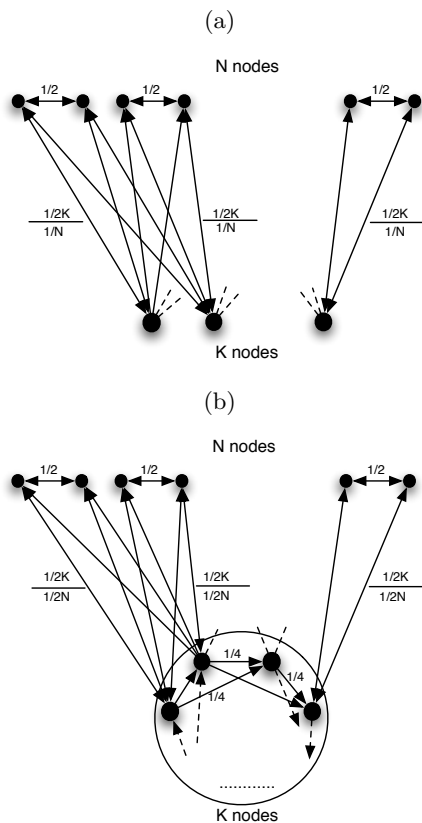 (a)
N nodes
1/2 1/2 1/2
1/2K 1/2K 1/2K
1/N 1/N 1/N
K nodes
(b)
N nodes
1/2 1/2 1/2
1/2K 1/2K 1/2K
1/2N 1/2N 1/2N
1/4
1/4
1/4
............
K nodes